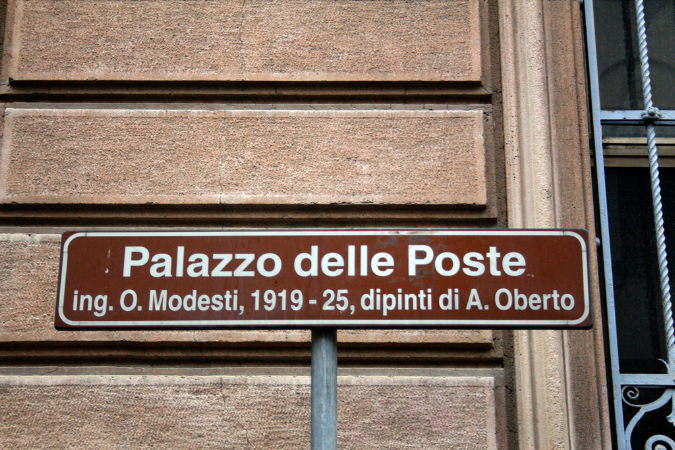 Palazzo delle Poste
ing. O. Modesti, 1919 - 25, dipinti di A. Oberto